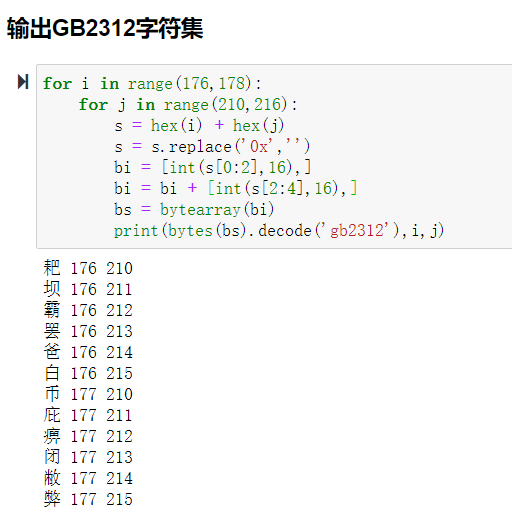 输出GB2312字符集
for i in range(176,178):
    for j in range(210,216):
        s = hex(i) + hex(j)
        s = s.replace('0x','')
        bi = [int(s[0:2],16),]
        bi = bi + [int(s[2:4],16),]
        bs = bytearray(bi)
        print(bytes(bs).decode('gb2312'),i,j)
耙 176 210
坝 176 211
霸 176 212
罢 176 213
爸 176 214
白 176 215
币 177 210
庇 177 211
痹 177 212
闭 177 213
敝 177 214
弊 177 215